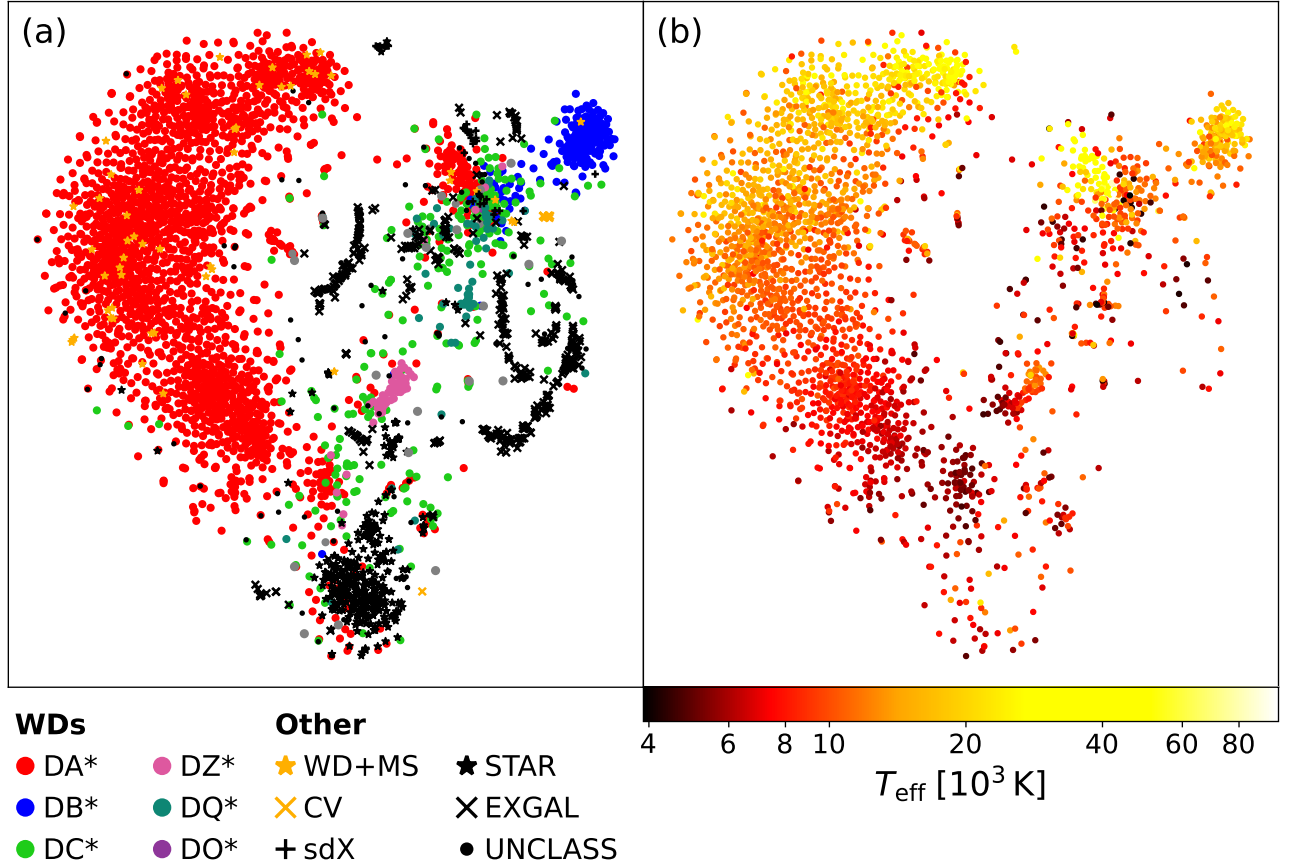 (a)
(b)
4 6 8 10 20 40 60 80
T_eff [10^3 K]
WDs Other
DA* DZ* WD+MS STAR
DB* DQ* CV EXGAL
DC* DO* sdX UNCLASS